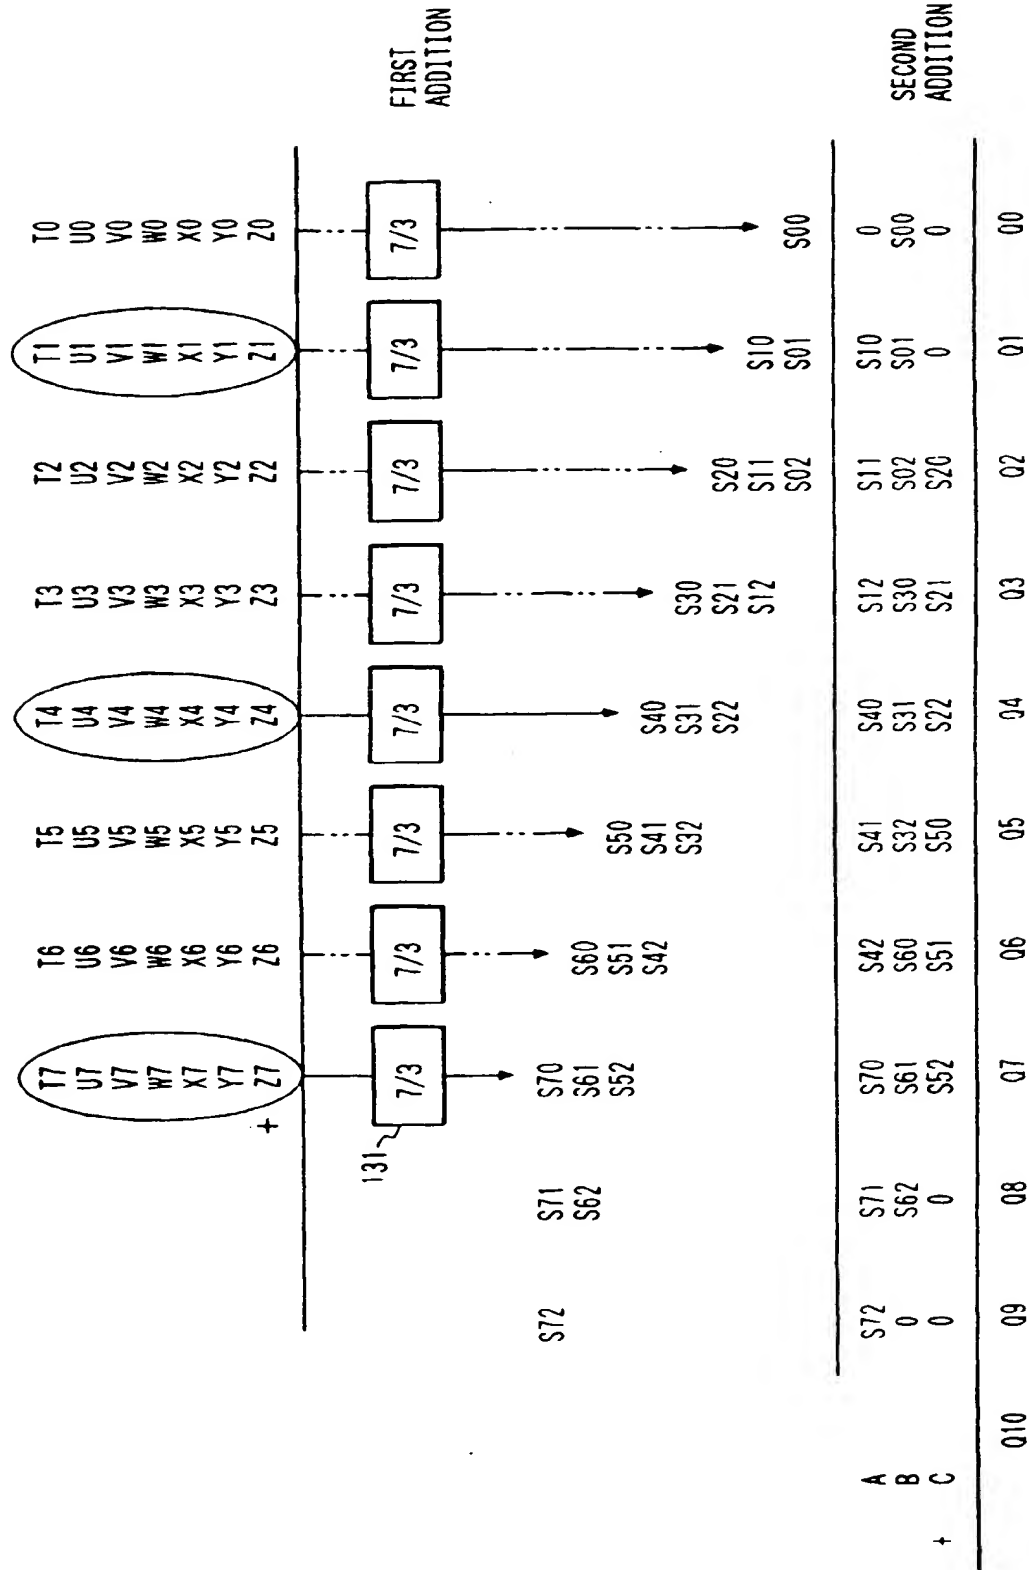 T7 T6 T5 T4 T3 T2 T1 T0
U7 U6 U5 U4 U3 U2 U1 U0
V7 V6 V5 V4 V3 V2 V1 V0
W7 W6 W5 W4 W3 W2 W1 W0
X7 X6 X5 X4 X3 X2 X1 X0
Y7 Y6 Y5 Y4 Y3 Y2 Y1 Y0
+ Z7 Z6 Z5 Z4 Z3 Z2 Z1 Z0
131
7/3 7/3 7/3 7/3 7/3 7/3 7/3 7/3
FIRST
ADDITION
S72 S71 S70
S62 S61 S60
S52 S51 S50
S42 S41 S40
S32 S31 S30
S22 S21 S20
S12 S11 S10
S02 S01 S00
A S72 S71 S70 S42 S41 S40 S12 S11 S10 0
B 0 S62 S61 S60 S32 S31 S30 S02 S01 S00
+ C 0 0 S52 S51 S50 S22 S21 S20 0 0
SECOND
ADDITION
Q10 Q9 Q8 Q7 Q6 Q5 Q4 Q3 Q2 Q1 Q0